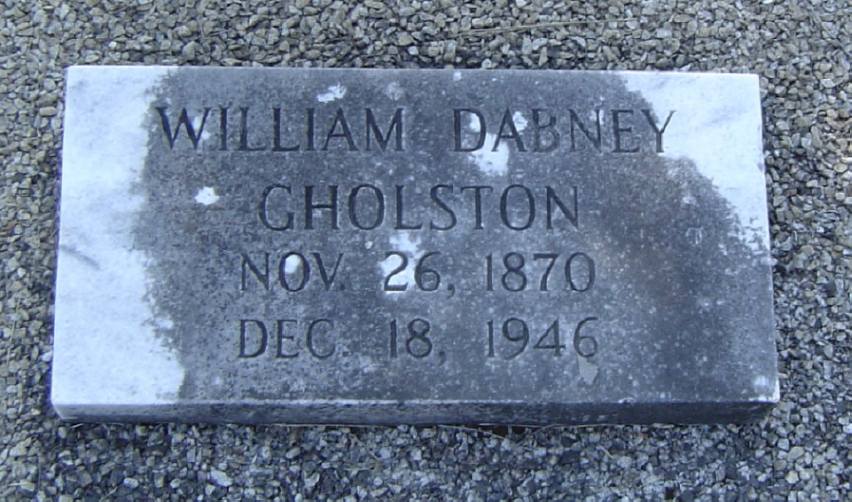 WILLIAM DABNEY
GHOLSTON
NOV. 26, 1870
DEC. 18, 1946